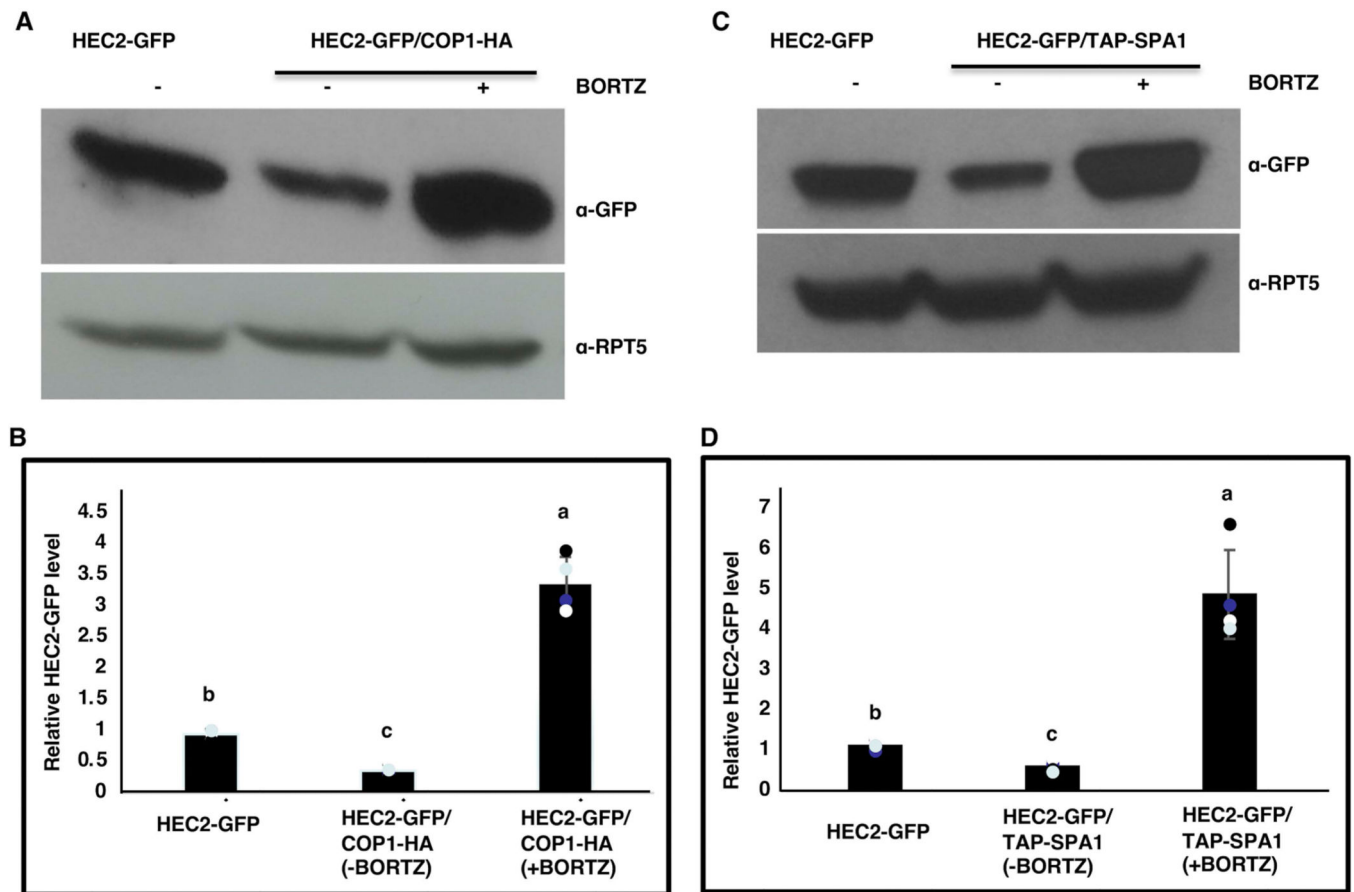 A
HEC2-GFP
HEC2-GFP/COP1-HA
- - + BORTZ
α-GFP
α-RPT5
B
Relative HEC2-GFP level
4.5
4
3.5
3
2.5
2
1.5
1
0.5
0
b
c
a
HEC2-GFP
HEC2-GFP/
COP1-HA
(-BORTZ)
HEC2-GFP/
COP1-HA
(+BORTZ)
C
HEC2-GFP
HEC2-GFP/TAP-SPA1
- - + BORTZ
α-GFP
α-RPT5
D
Relative HEC2-GFP level
7
6
5
4
3
2
1
0
b
c
a
HEC2-GFP
HEC2-GFP/
TAP-SPA1
(-BORTZ)
HEC2-GFP/
TAP-SPA1
(+BORTZ)